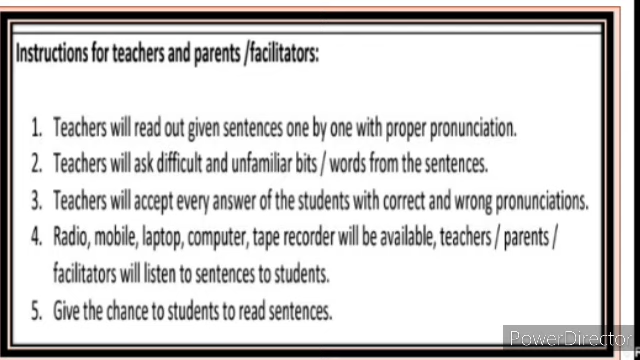 Instructions for teachers and parents /facilitators:
1. Teachers will read out given sentences one by one with proper pronunciation.
2. Teachers will ask difficult and unfamiliar bits / words from the sentences.
3. Teachers will accept every answer of the students with correct and wrong pronunciations.
4. Radio, mobile, laptop, computer, tape recorder will be available, teachers / parents /
facilitators will listen to sentences to students.
5. Give the chance to students to read sentences.
PowerDirector